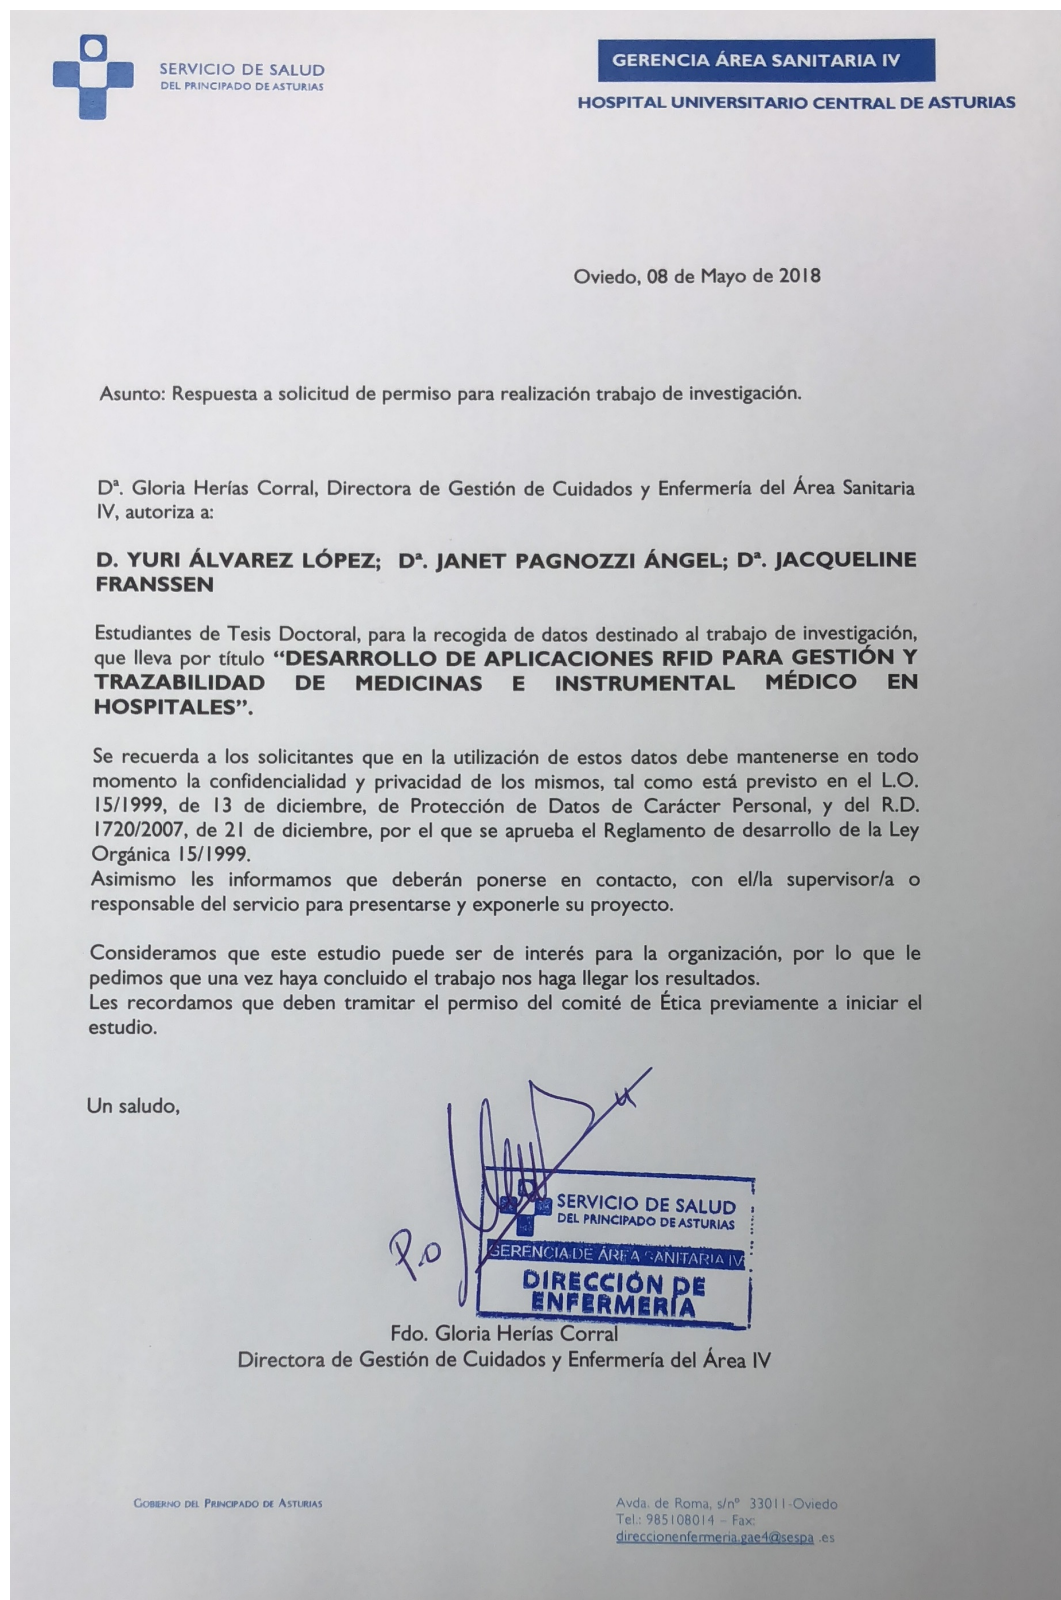 SERVICIO DE SALUD
DEL PRINCIPADO DE ASTURIAS
GERENCIA ÁREA SANITARIA IV
HOSPITAL UNIVERSITARIO CENTRAL DE ASTURIAS
Oviedo, 08 de Mayo de 2018
Asunto: Respuesta a solicitud de permiso para realización trabajo de investigación.
Dª. Gloria Herías Corral, Directora de Gestión de Cuidados y Enfermería del Área Sanitaria
IV, autoriza a:
D. YURI ÁLVAREZ LÓPEZ; Dª. JANET PAGNOZZI ÁNGEL; Dª. JACQUELINE
FRANSSEN
Estudiantes de Tesis Doctoral, para la recogida de datos destinado al trabajo de investigación,
que lleva por título “DESARROLLO DE APLICACIONES RFID PARA GESTIÓN Y
TRAZABILIDAD DE MEDICINAS E INSTRUMENTAL MÉDICO EN
HOSPITALES”.
Se recuerda a los solicitantes que en la utilización de estos datos debe mantenerse en todo
momento la confidencialidad y privacidad de los mismos, tal como está previsto en el L.O.
15/1999, de 13 de diciembre, de Protección de Datos de Carácter Personal, y del R.D.
1720/2007, de 21 de diciembre, por el que se aprueba el Reglamento de desarrollo de la Ley
Orgánica 15/1999.
Asimismo les informamos que deberán ponerse en contacto, con el/la supervisor/a o
responsable del servicio para presentarse y exponerle su proyecto.
Consideramos que este estudio puede ser de interés para la organización, por lo que le
pedimos que una vez haya concluido el trabajo nos haga llegar los resultados.
Les recordamos que deben tramitar el permiso del comité de Ética previamente a iniciar el
estudio.
Un saludo,
P.O
SERVICIO DE SALUD
DEL PRINCIPADO DE ASTURIAS
GERENCIA DE ÁREA SANITARIA IV
DIRECCIÓN DE
ENFERMERÍA
Fdo. Gloria Herías Corral
Directora de Gestión de Cuidados y Enfermería del Área IV
GOBIERNO DEL PRINCIPADO DE ASTURIAS
Avda. de Roma, s/nº 33011-Oviedo
Tel.: 985108014 – Fax:
direccionenfermeria.gae4@sespa .es